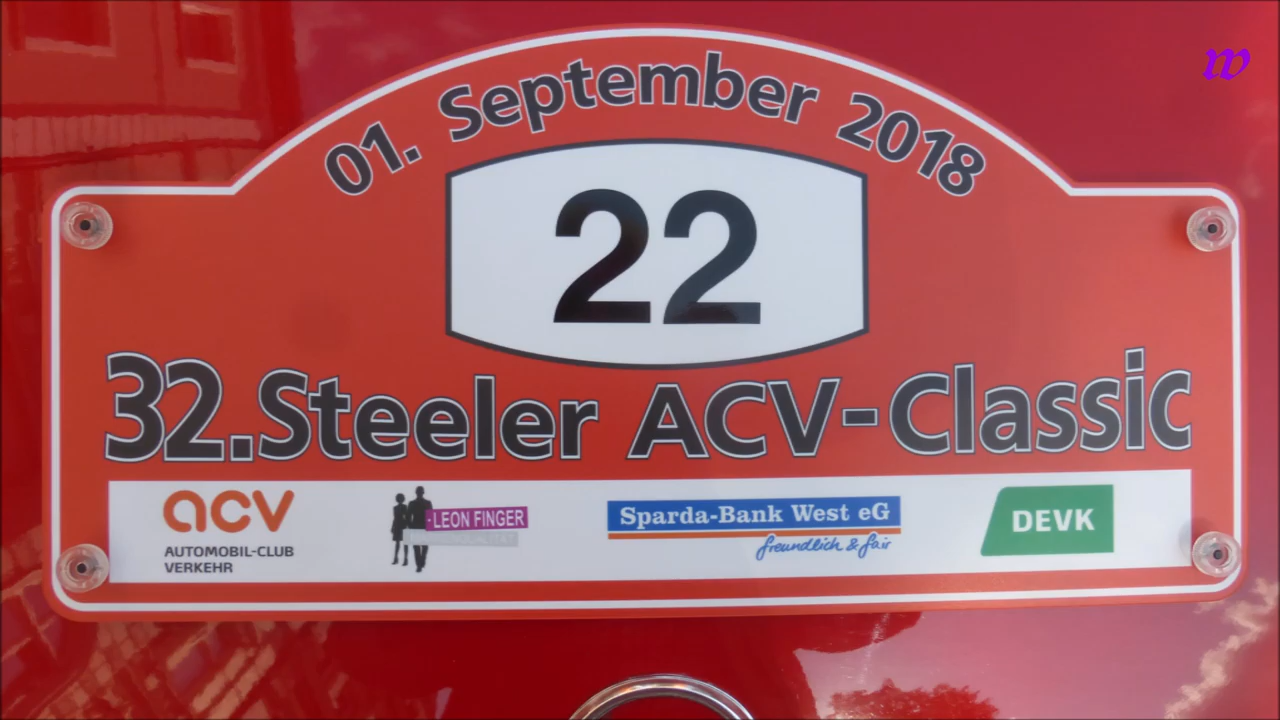 w
01. September 2018
22
32. Steeler ACV-Classic
acv
AUTOMOBIL-CLUB
VERKEHR
LEON FINGER
Sparda-Bank West eG
freundlich & fair
DEVK